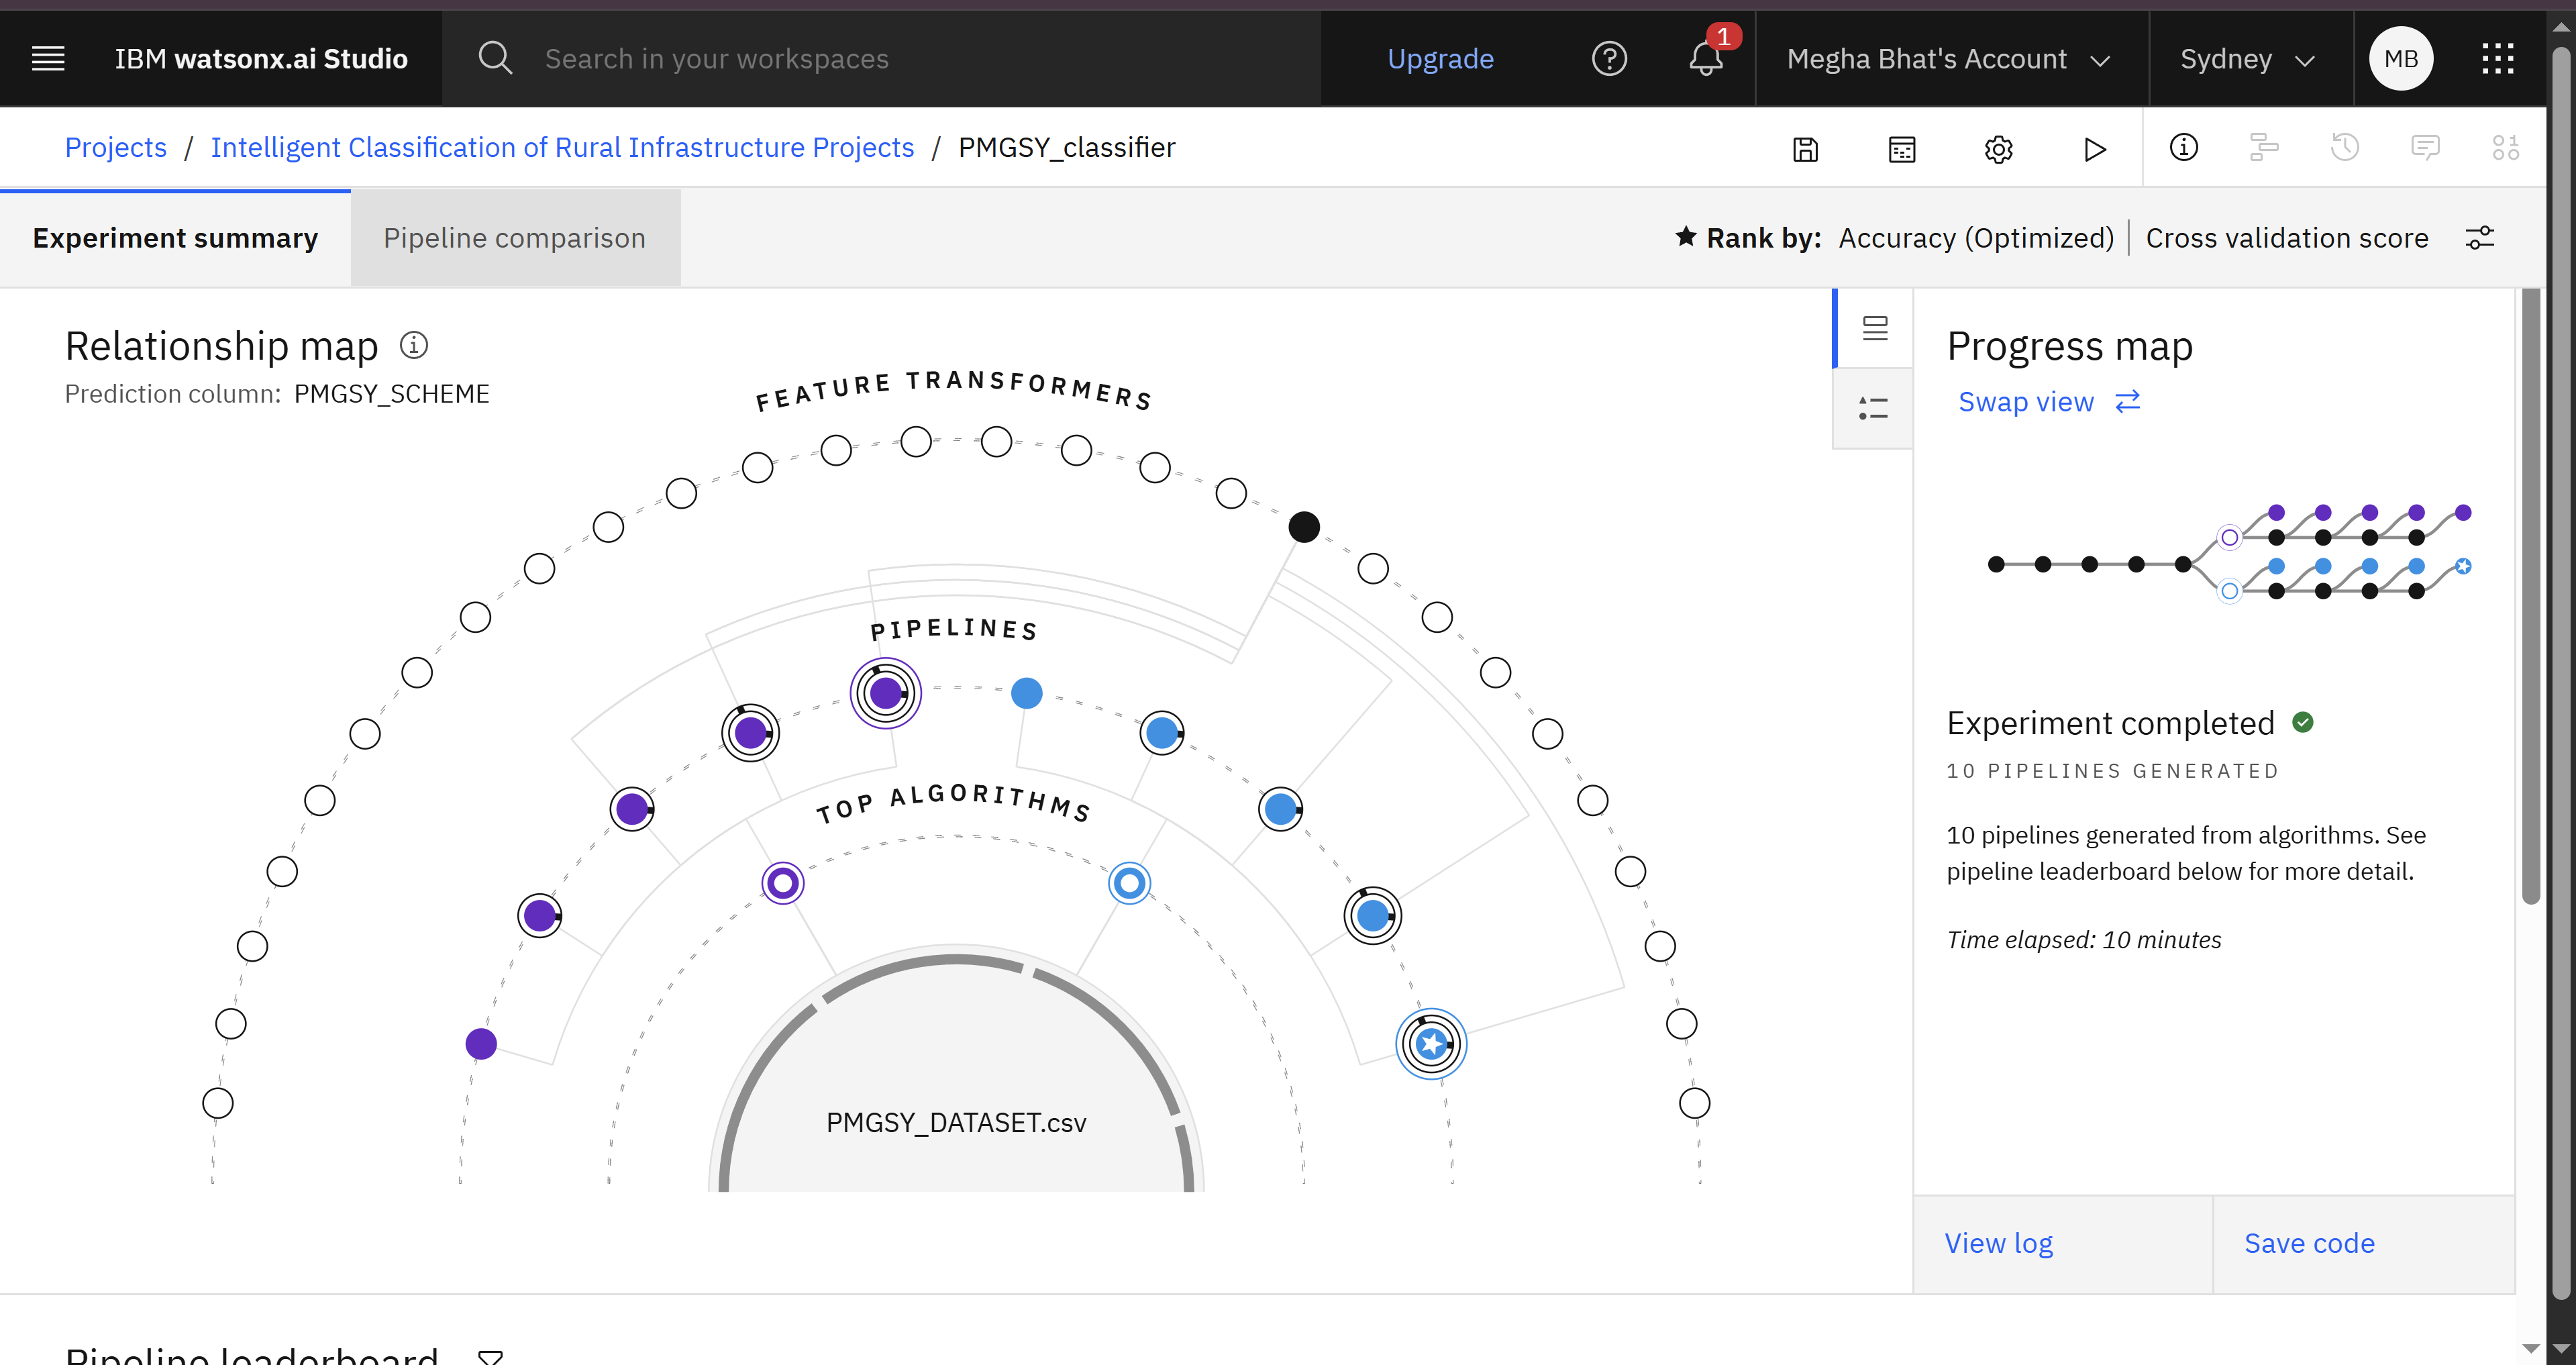 IBM watsonx.ai Studio
Search in your workspaces
Upgrade
1
Megha Bhat's Account
Sydney
MB
Projects / Intelligent Classification of Rural Infrastructure Projects / PMGSY_classifier
Experiment summary
Pipeline comparison
Rank by: Accuracy (Optimized) | Cross validation score
Relationship map
Prediction column: PMGSY_SCHEME
FEATURE TRANSFORMERS
PIPELINES
TOP ALGORITHMS
PMGSY_DATASET.csv
Progress map
Swap view
Experiment completed
10 PIPELINES GENERATED
10 pipelines generated from algorithms. See
pipeline leaderboard below for more detail.
Time elapsed: 10 minutes
View log
Save code
Pipeline leaderboard